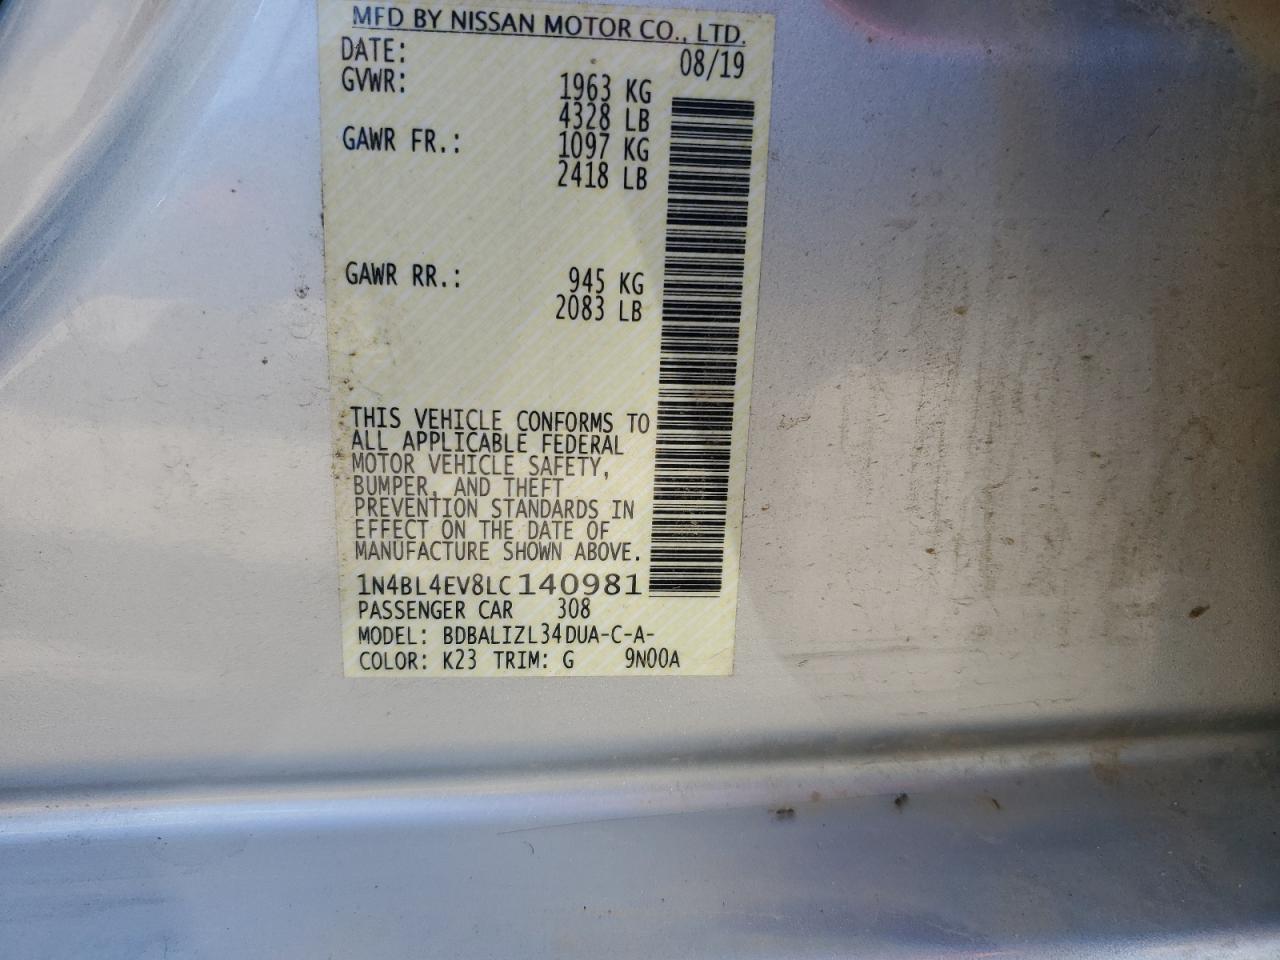 MFD BY NISSAN MOTOR CO., LTD.
DATE: 08/19
GVWR: 1963 KG
4328 LB
GAWR FR.: 1097 KG
2418 LB
GAWR RR.: 945 KG
2083 LB
THIS VEHICLE CONFORMS TO
ALL APPLICABLE FEDERAL
MOTOR VEHICLE SAFETY,
BUMPER, AND THEFT
PREVENTION STANDARDS IN
EFFECT ON THE DATE OF
MANUFACTURE SHOWN ABOVE.
1N4BL4EV8LC140981
PASSENGER CAR 308
MODEL: BDBALIZL34DUA-C-A-
COLOR: K23 TRIM: G 9N00A